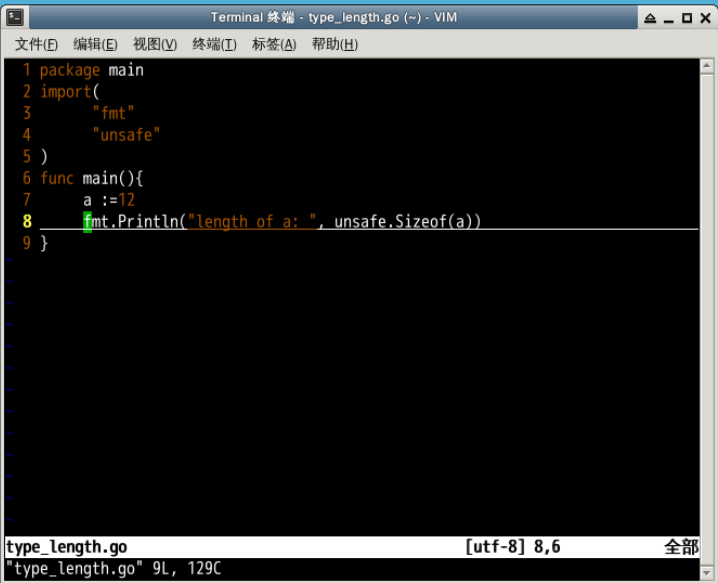 Terminal 终端 - type_length.go (~) - VIM
文件(F) 编辑(E) 视图(V) 终端(T) 标签(A) 帮助(H)
1 package main
2 import(
3 "fmt"
4 "unsafe"
5 )
6 func main(){
7 a :=12
8 fmt.Println("length of a: ", unsafe.Sizeof(a))
9 }
~
~
~
~
~
~
~
~
~
~
~
~
~
type_length.go [utf-8] 8,6 全部
"type_length.go" 9L, 129C